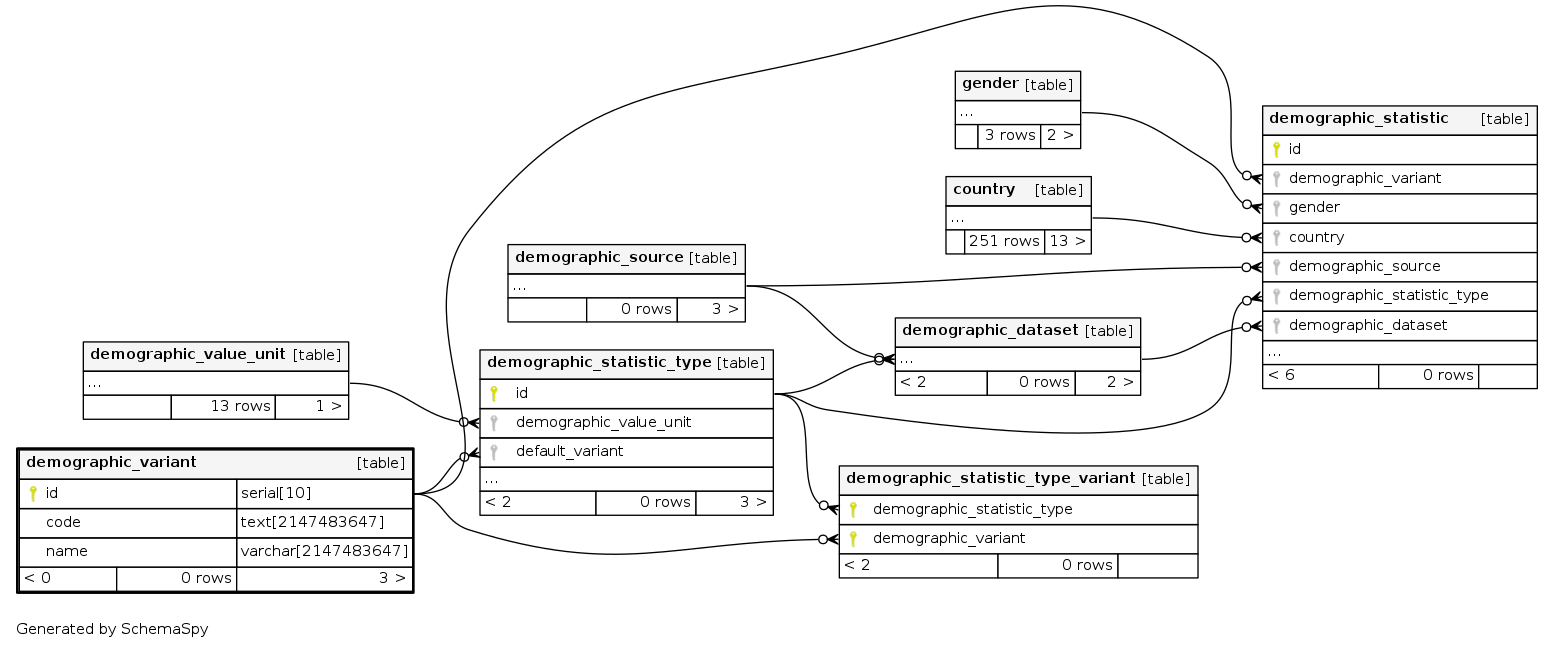 gender [table]
...
3 rows 2 >
demographic_statistic [table]
id
demographic_variant
gender
country
demographic_source
demographic_statistic_type
demographic_dataset
...
< 6 0 rows
country [table]
...
251 rows 13 >
demographic_source [table]
...
0 rows 3 >
demographic_dataset [table]
...
< 2 0 rows 2 >
demographic_value_unit [table]
...
13 rows 1 >
demographic_statistic_type [table]
id
demographic_value_unit
default_variant
...
< 2 0 rows 3 >
demographic_variant [table]
id serial[10]
code text[2147483647]
name varchar[2147483647]
< 0 0 rows 3 >
demographic_statistic_type_variant [table]
demographic_statistic_type
demographic_variant
< 2 0 rows
Generated by SchemaSpy